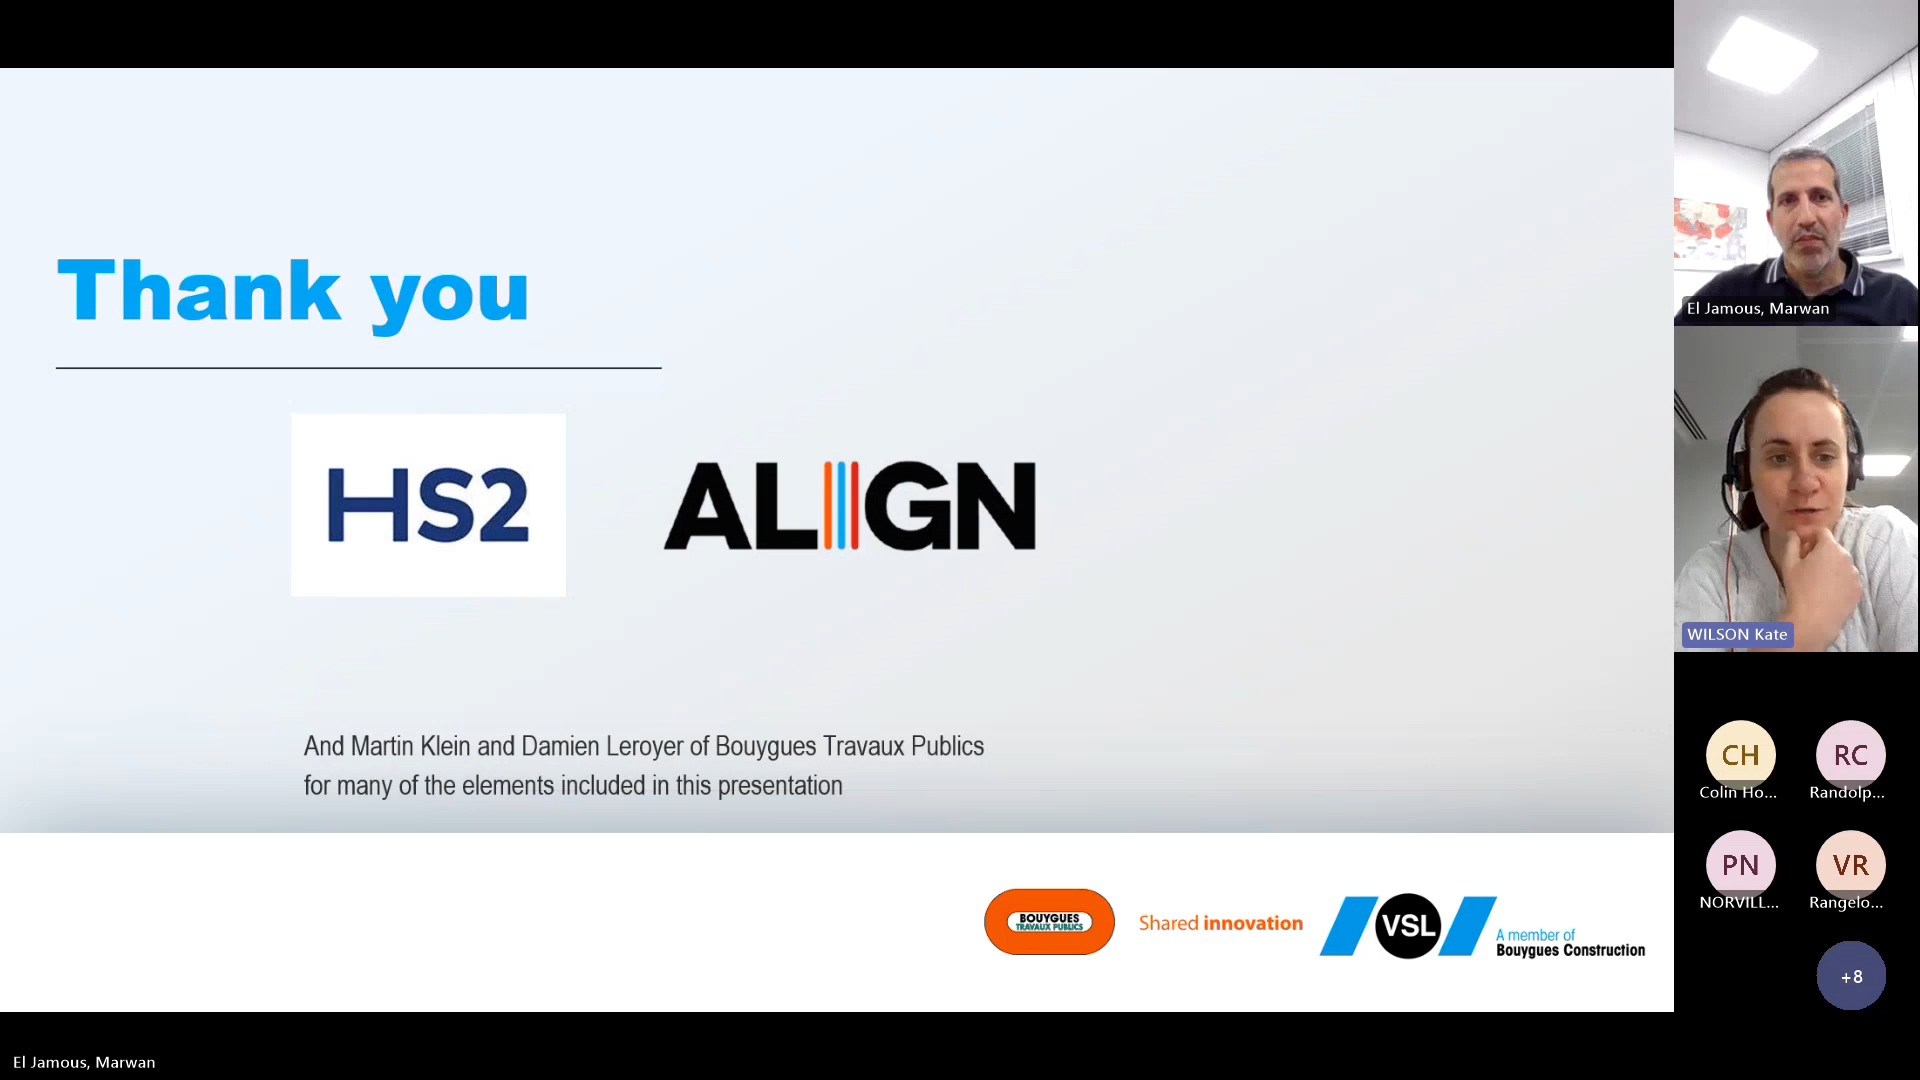 Thank you
HS2
ALIGN
And Martin Klein and Damien Leroyer of Bouygues Travaux Publics
for many of the elements included in this presentation
BOUYGUES
TRAVAUX PUBLICS
Shared innovation
VSL
A member of
Bouygues Construction
El Jamous, Marwan
WILSON Kate
CH
Colin Ho...
RC
Randolp...
PN
NORVILL...
VR
Rangelo...
+8
El Jamous, Marwan